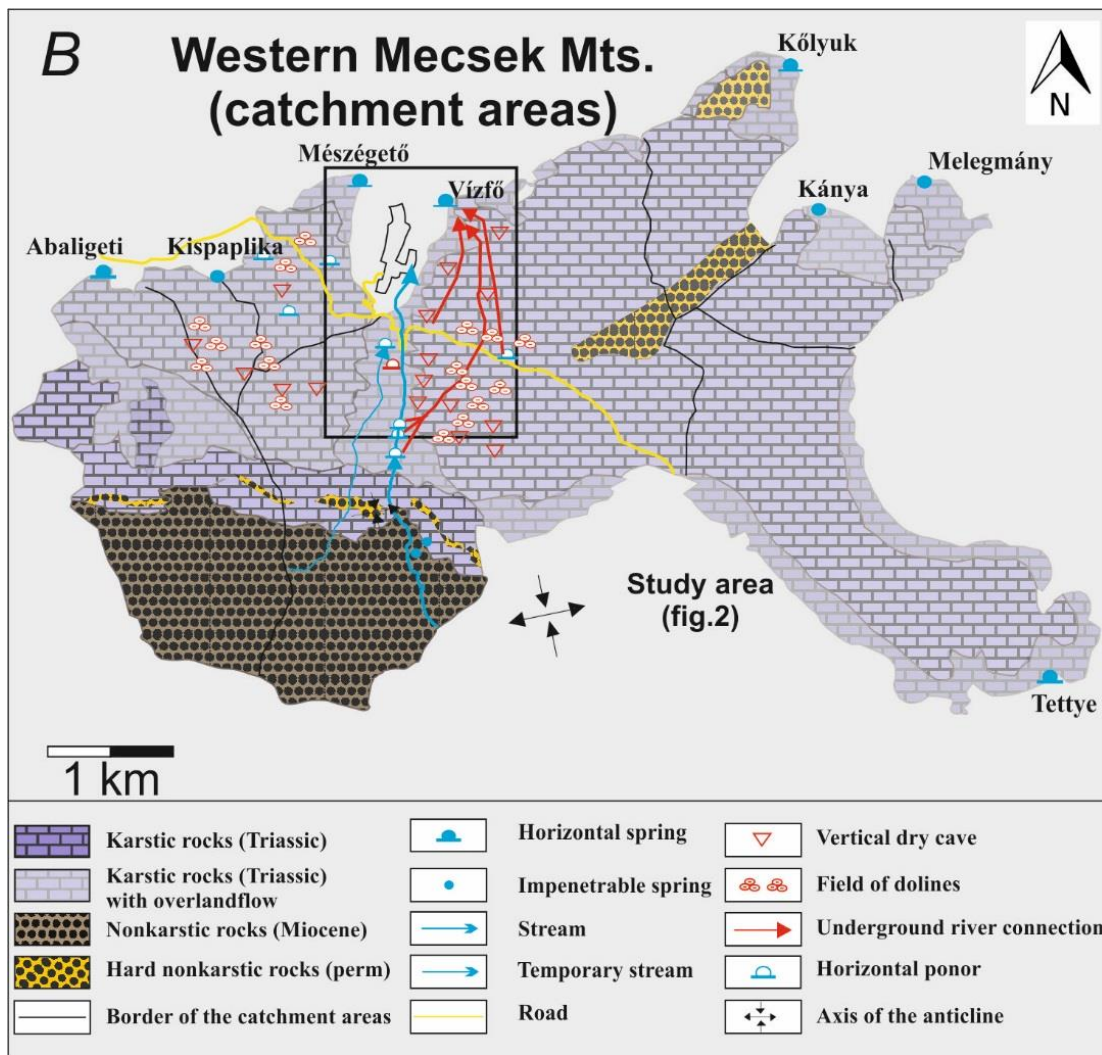 B
Western Mecsek Mts.
(catchment areas)
Kőlyuk
N
Mészégető
Vízfő
Melegmány
Kánya
Abaligeti
Kispaplika
Study area
(fig.2)
Tettye
1 km
Karstic rocks (Triassic)
Karstic rocks (Triassic)
with overlandflow
Nonkarstic rocks (Miocene)
Hard nonkarstic rocks (perm)
Border of the catchment areas
Horizontal spring
Impenetrable spring
Stream
Temporary stream
Road
Vertical dry cave
Field of dolines
Underground river connection
Horizontal ponor
Axis of the anticline